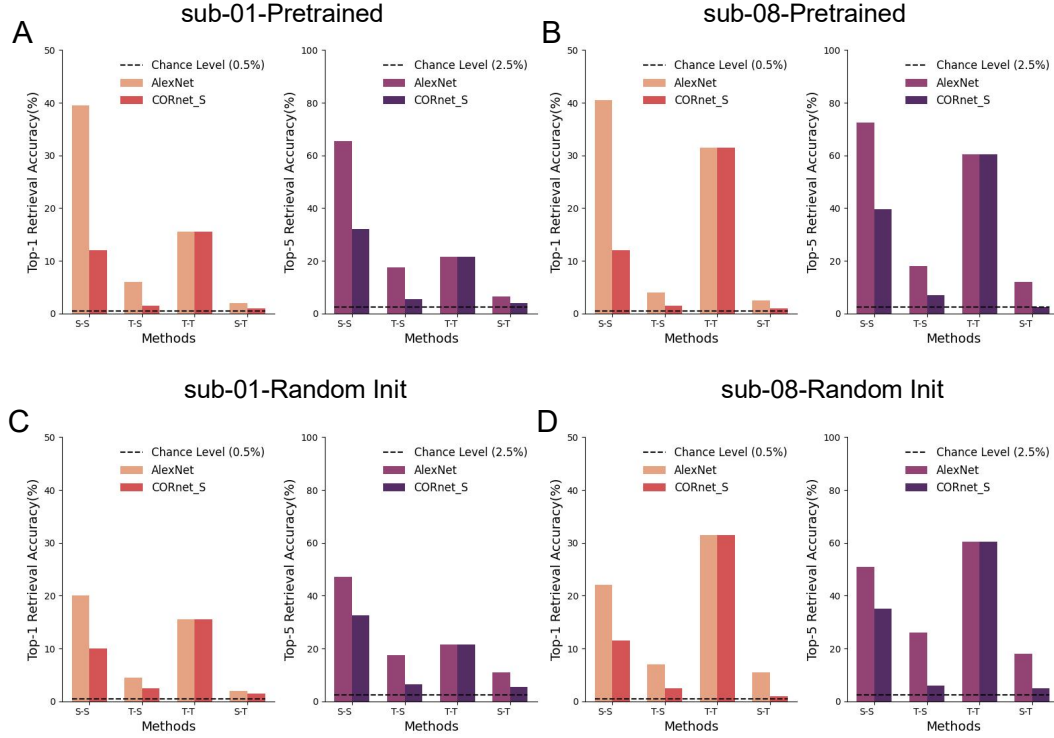 sub-01-Pretrained
A
50
40
30
20
10
0
Top-1 Retrieval Accuracy(%)
Chance Level (0.5%)
AlexNet
CORnet_S
S-S T-S T-T S-T
Methods
100
80
60
40
20
0
Top-5 Retrieval Accuracy(%)
Chance Level (2.5%)
AlexNet
CORnet_S
S-S T-S T-T S-T
Methods
sub-08-Pretrained
B
50
40
30
20
10
0
Top-1 Retrieval Accuracy(%)
Chance Level (0.5%)
AlexNet
CORnet_S
S-S T-S T-T S-T
Methods
100
80
60
40
20
0
Top-5 Retrieval Accuracy(%)
Chance Level (2.5%)
AlexNet
CORnet_S
S-S T-S T-T S-T
Methods
sub-01-Random Init
C
50
40
30
20
10
0
Top-1 Retrieval Accuracy(%)
Chance Level (0.5%)
AlexNet
CORnet_S
S-S T-S T-T S-T
Methods
100
80
60
40
20
0
Top-5 Retrieval Accuracy(%)
Chance Level (2.5%)
AlexNet
CORnet_S
S-S T-S T-T S-T
Methods
sub-08-Random Init
D
50
40
30
20
10
0
Top-1 Retrieval Accuracy(%)
Chance Level (0.5%)
AlexNet
CORnet_S
S-S T-S T-T S-T
Methods
100
80
60
40
20
0
Top-5 Retrieval Accuracy(%)
Chance Level (2.5%)
AlexNet
CORnet_S
S-S T-S T-T S-T
Methods